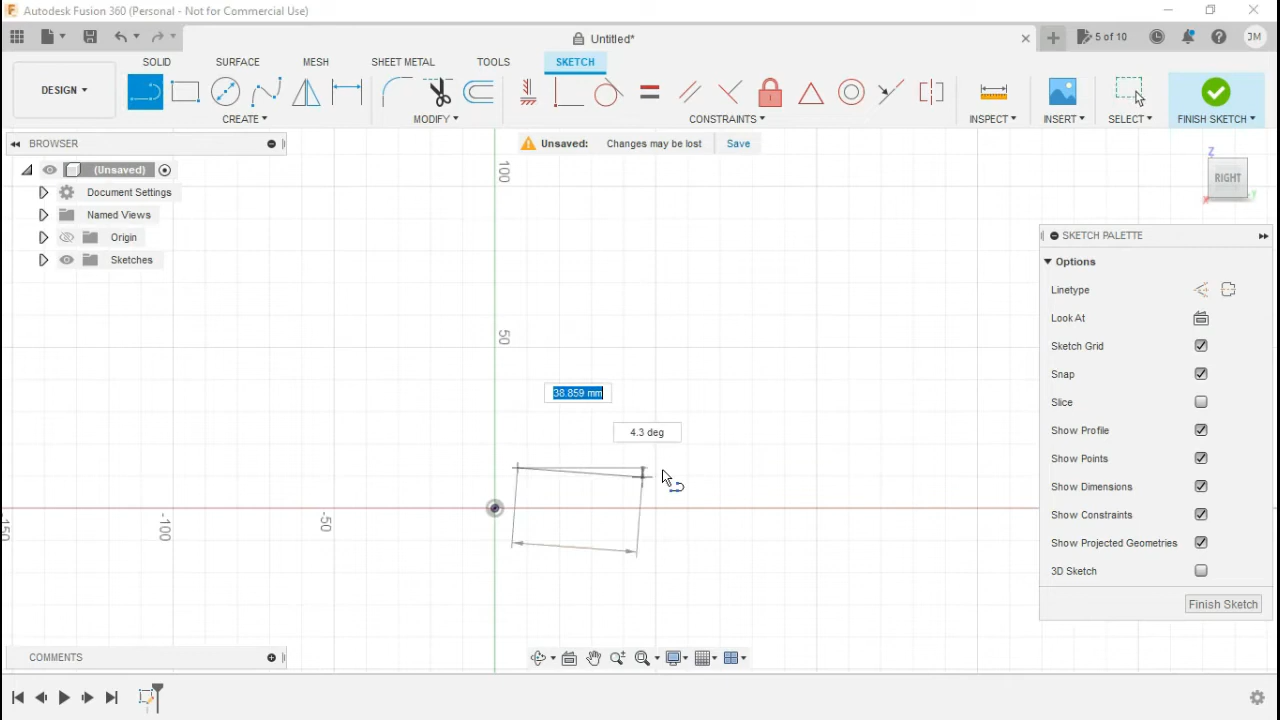 Autodesk Fusion 360 (Personal - Not for Commercial Use)
Untitled*
5 of 10
JM
SOLID SURFACE MESH SHEET METAL TOOLS SKETCH
DESIGN
CREATE MODIFY CONSTRAINTS INSPECT INSERT SELECT FINISH SKETCH
BROWSER
Unsaved: Changes may be lost Save
(Unsaved)
Document Settings
Named Views
Origin
Sketches
Z
RIGHT
X
Y
100
50
38.859 mm
4.3 deg
-50
-100
-150
SKETCH PALETTE
Options
Linetype
Look At
Sketch Grid
Snap
Slice
Show Profile
Show Points
Show Dimensions
Show Constraints
Show Projected Geometries
3D Sketch
Finish Sketch
COMMENTS